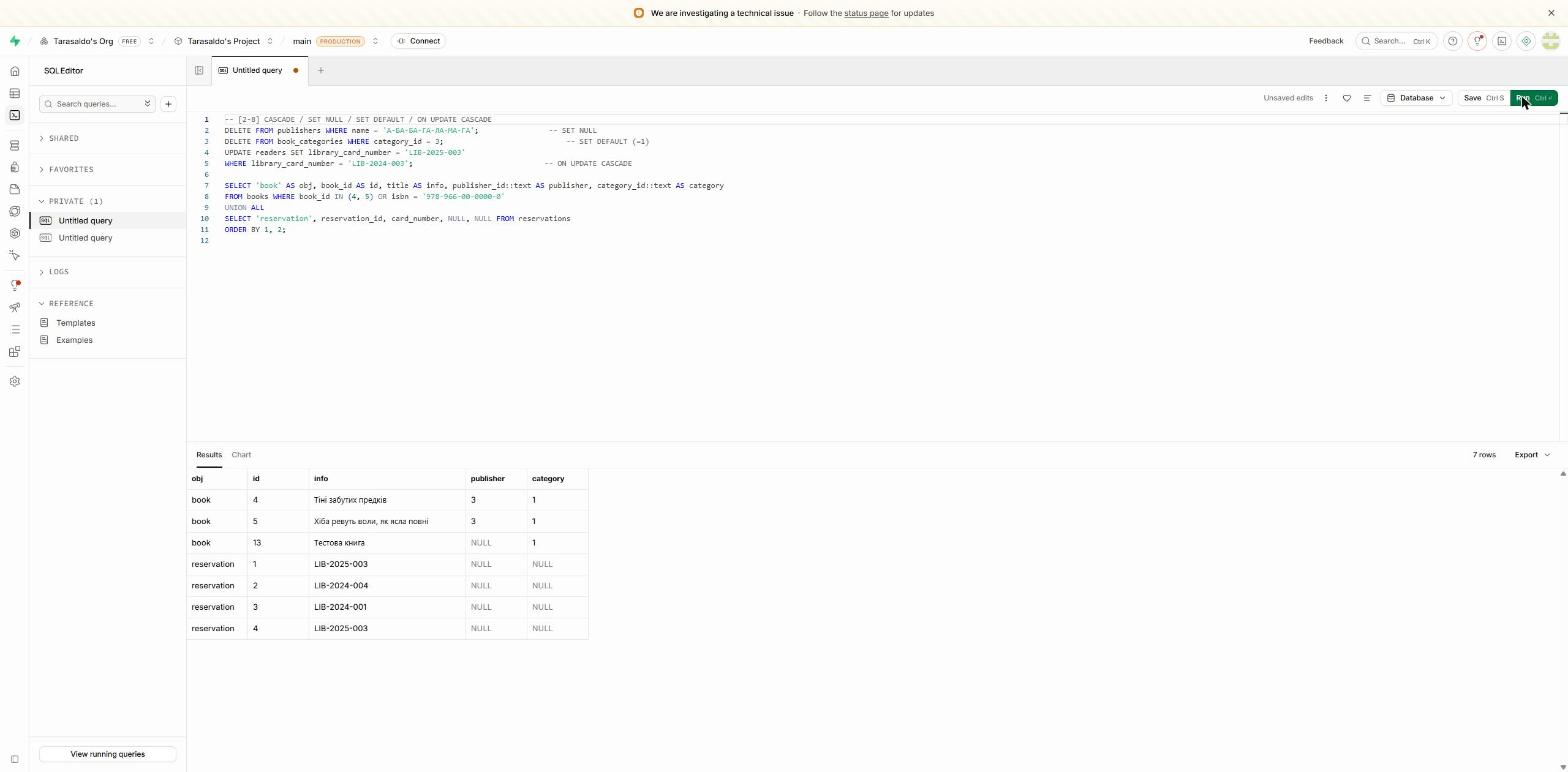 We are investigating a technical issue · Follow the status page for updates
Tarasaldo's Org FREE / Tarasaldo's Project / main PRODUCTION Connect
Feedback Search... Ctrl K
SQL Editor
Untitled query
Search queries...
Unsaved edits Database Save Ctrl S Run Ctrl ↵
SHARED
FAVORITES
PRIVATE (1)
Untitled query
Untitled query
LOGS
REFERENCE
Templates
Examples
View running queries
1 -- [2-8] CASCADE / SET NULL / SET DEFAULT / ON UPDATE CASCADE
2 DELETE FROM publishers WHERE name = 'А-БА-БА-ГА-ЛА-МА-ГА'; -- SET NULL
3 DELETE FROM book_categories WHERE category_id = 3; -- SET DEFAULT (=1)
4 UPDATE readers SET library_card_number = 'LIB-2025-003'
5 WHERE library_card_number = 'LIB-2024-003'; -- ON UPDATE CASCADE
6
7 SELECT 'book' AS obj, book_id AS id, title AS info, publisher_id::text AS publisher, category_id::text AS category
8 FROM books WHERE book_id IN (4, 5) OR isbn = '978-966-00-0000-0'
9 UNION ALL
10 SELECT 'reservation', reservation_id, card_number, NULL, NULL FROM reservations
11 ORDER BY 1, 2;
12
Results Chart 7 rows Export
obj id info publisher category
book 4 Тіні забутих предків 3 1
book 5 Хіба ревуть воли, як ясла повні 3 1
book 13 Тестова книга NULL 1
reservation 1 LIB-2025-003 NULL NULL
reservation 2 LIB-2024-004 NULL NULL
reservation 3 LIB-2024-001 NULL NULL
reservation 4 LIB-2025-003 NULL NULL